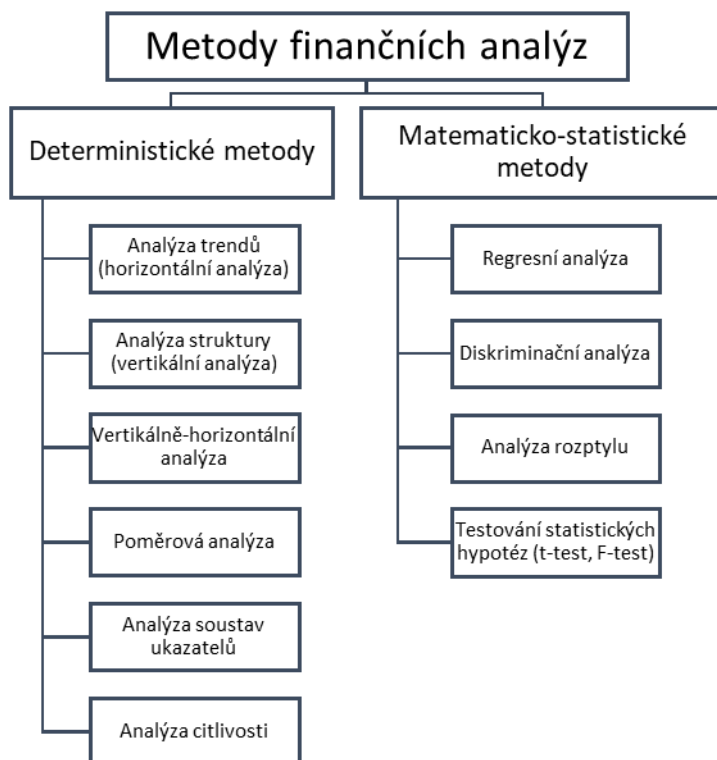 Metody finančních analýz
Deterministické metody
Analýza trendů
(horizontální analýza)
Analýza struktury
(vertikální analýza)
Vertikálně-horizontální
analýza
Poměrová analýza
Analýza soustav
ukazatelů
Analýza citlivosti
Matematicko-statistické
metody
Regresní analýza
Diskriminační analýza
Analýza rozptylu
Testování statistických
hypotéz (t-test, F-test)